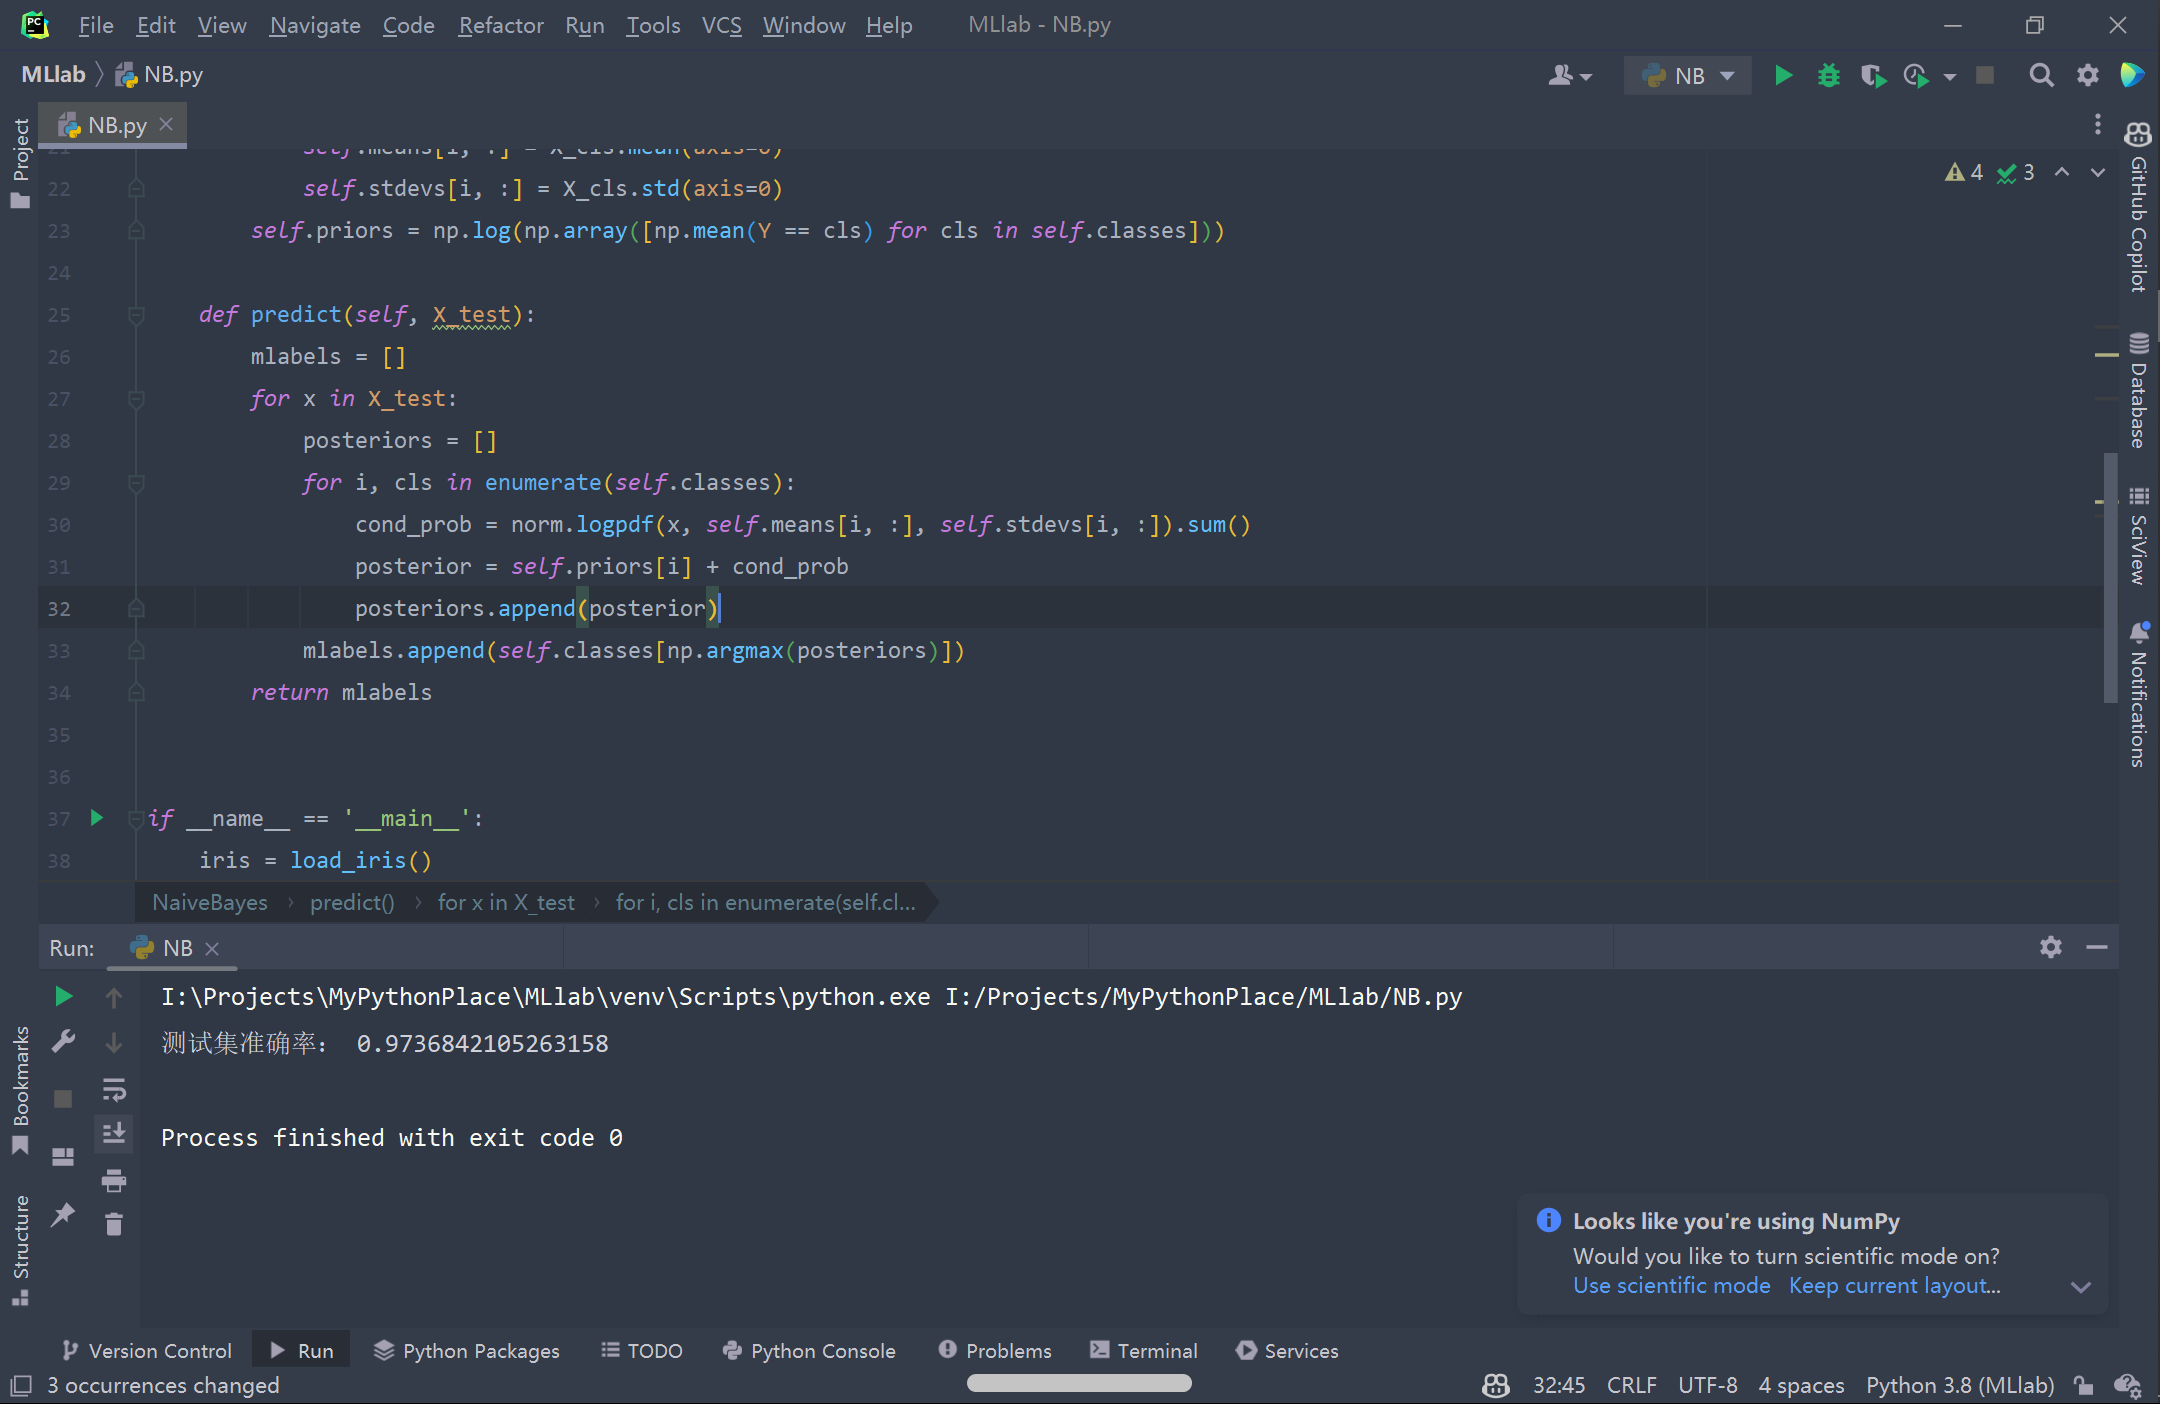 File Edit View Navigate Code Refactor Run Tools VCS Window Help MLlab - NB.py
MLlab NB.py
NB
NB.py
Project
21 self.means[i, :] = X_cls.mean(axis=0)
4 3
22 self.stdevs[i, :] = X_cls.std(axis=0)
23 self.priors = np.log(np.array([np.mean(Y == cls) for cls in self.classes]))
24
25 def predict(self, X_test):
26 mlabels = []
27 for x in X_test:
28 posteriors = []
29 for i, cls in enumerate(self.classes):
30 cond_prob = norm.logpdf(x, self.means[i, :], self.stdevs[i, :]).sum()
31 posterior = self.priors[i] + cond_prob
32 posteriors.append(posterior)
33 mlabels.append(self.classes[np.argmax(posteriors)])
34 return mlabels
35
36
37 if __name__ == '__main__':
38 iris = load_iris()
GitHub Copilot
Database
SciView
Notifications
NaiveBayes › predict() › for x in X_test › for i, cls in enumerate(self.cl...
Run: NB
I:\Projects\MyPythonPlace\MLlab\venv\Scripts\python.exe I:/Projects/MyPythonPlace/MLlab/NB.py
测试集准确率： 0.9736842105263158
Process finished with exit code 0
Bookmarks
Structure
Looks like you're using NumPy
Would you like to turn scientific mode on?
Use scientific mode Keep current layout...
Version Control Run Python Packages TODO Python Console Problems Terminal Services
3 occurrences changed 32:45 CRLF UTF-8 4 spaces Python 3.8 (MLlab)